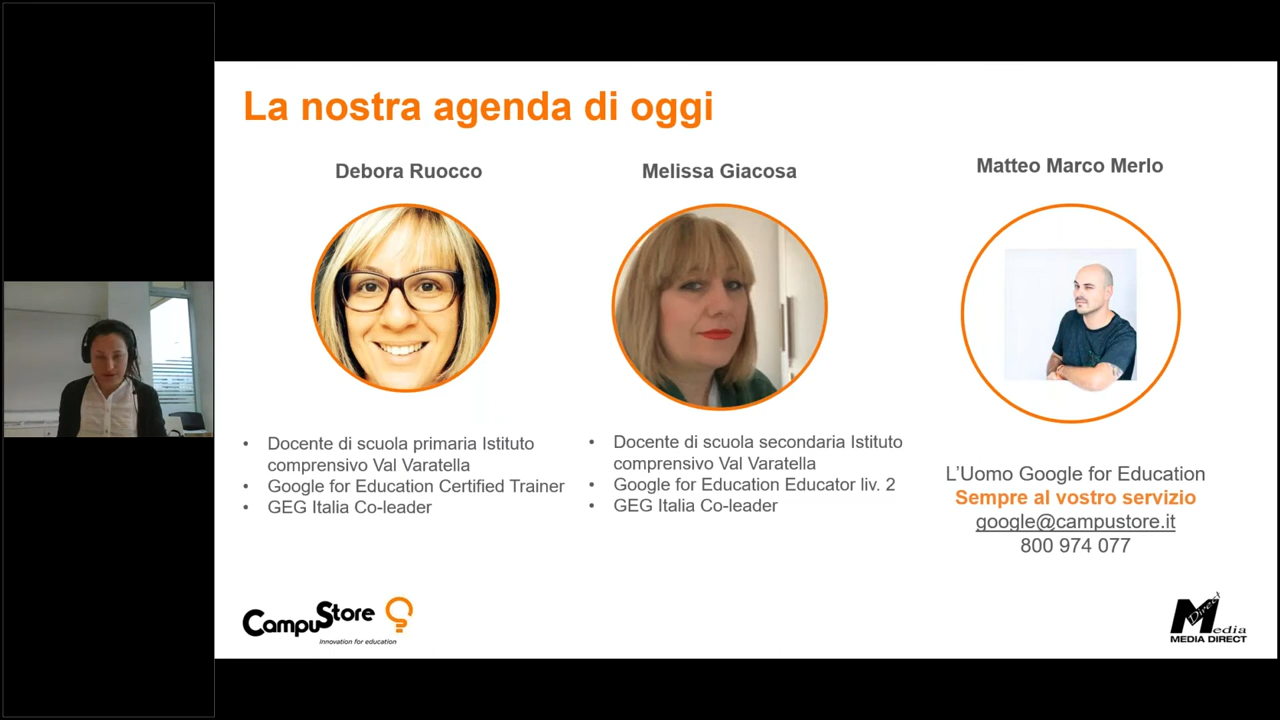 La nostra agenda di oggi
Debora Ruocco
Melissa Giacosa
Matteo Marco Merlo
• Docente di scuola primaria Istituto
comprensivo Val Varatella
• Google for Education Certified Trainer
• GEG Italia Co-leader
• Docente di scuola secondaria Istituto
comprensivo Val Varatella
• Google for Education Educator liv. 2
• GEG Italia Co-leader
L'Uomo Google for Education
Sempre al vostro servizio
google@campustore.it
800 974 077
CampuStore
Innovation for education
Media
Direct
MEDIA DIRECT